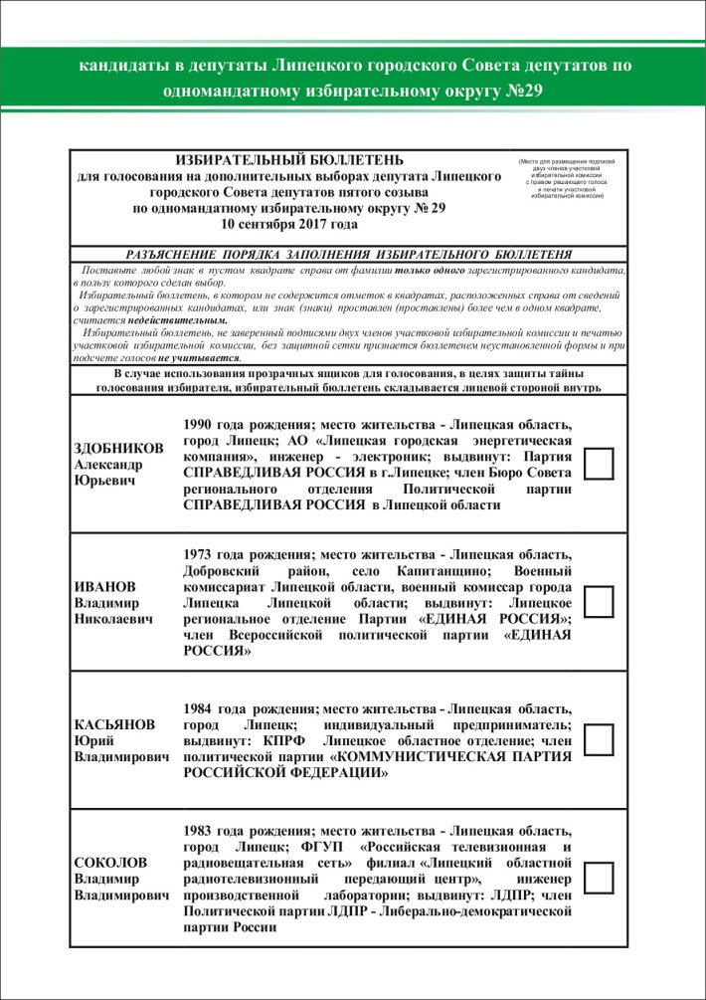 кандидаты в депутаты Липецкого городского Совета депутатов по
одномандатному избирательному округу №29
ИЗБИРАТЕЛЬНЫЙ БЮЛЛЕТЕНЬ
для голосования на дополнительных выборах депутата Липецкого
городского Совета депутатов пятого созыва
по одномандатному избирательному округу № 29
10 сентября 2017 года
(Место для размещения подписей
двух членов участковой
избирательной комиссии
с правом решающего голоса
и печати участковой
избирательной комиссии)
РАЗЪЯСНЕНИЕ ПОРЯДКА ЗАПОЛНЕНИЯ ИЗБИРАТЕЛЬНОГО БЮЛЛЕТЕНЯ
Поставьте любой знак в пустом квадрате справа от фамилии только одного зарегистрированного кандидата,
в пользу которого сделан выбор.
Избирательный бюллетень, в котором не содержится отметок в квадратах, расположенных справа от сведений
о зарегистрированных кандидатах, или знак (знаки) проставлен (проставлены) более чем в одном квадрате,
считается недействительным.
Избирательный бюллетень, не заверенный подписями двух членов участковой избирательной комиссии и печатью
участковой избирательной комиссии, без защитной сетки признается бюллетенем неустановленной формы и при
подсчете голосов не учитывается.
В случае использования прозрачных ящиков для голосования, в целях защиты тайны
голосования избирателя, избирательный бюллетень складывается лицевой стороной внутрь
ЗДОБНИКОВ
Александр
Юрьевич
1990 года рождения; место жительства - Липецкая область,
город Липецк; АО «Липецкая городская энергетическая
компания», инженер - электроник; выдвинут: Партия
СПРАВЕДЛИВАЯ РОССИЯ в г.Липецке; член Бюро Совета
регионального отделения Политической партии
СПРАВЕДЛИВАЯ РОССИЯ в Липецкой области
ИВАНОВ
Владимир
Николаевич
1973 года рождения; место жительства - Липецкая область,
Добровский район, село Капитанщино; Военный
комиссариат Липецкой области, военный комиссар города
Липецка Липецкой области; выдвинут: Липецкое
региональное отделение Партии «ЕДИНАЯ РОССИЯ»;
член Всероссийской политической партии «ЕДИНАЯ
РОССИЯ»
КАСЬЯНОВ
Юрий
Владимирович
1984 года рождения; место жительства - Липецкая область,
город Липецк; индивидуальный предприниматель;
выдвинут: КПРФ Липецкое областное отделение; член
политической партии «КОММУНИСТИЧЕСКАЯ ПАРТИЯ
РОССИЙСКОЙ ФЕДЕРАЦИИ»
СОКОЛОВ
Владимир
Владимирович
1983 года рождения; место жительства - Липецкая область,
город Липецк; ФГУП «Российская телевизионная и
радиовещательная сеть» филиал «Липецкий областной
радиотелевизионный передающий центр», инженер
производственной лаборатории; выдвинут: ЛДПР; член
Политической партии ЛДПР - Либерально-демократической
партии России